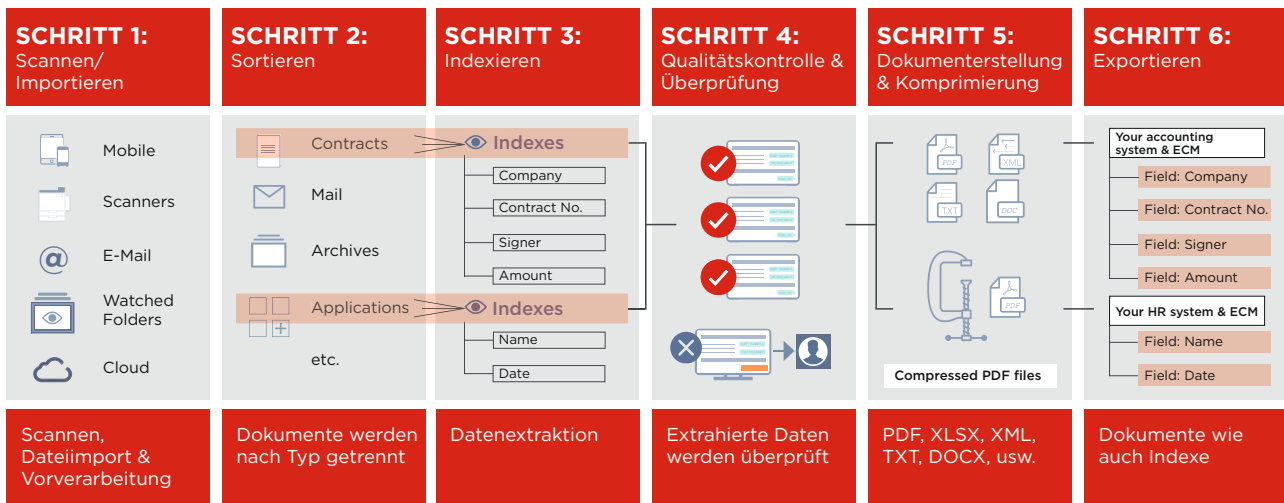 SCHRITT 1:
Scannen/
Importieren
SCHRITT 2:
Sortieren
SCHRITT 3:
Indexieren
SCHRITT 4:
Qualitätskontrolle &
Überprüfung
SCHRITT 5:
Dokumenterstellung
& Komprimierung
SCHRITT 6:
Exportieren
Mobile
Scanners
E-Mail
Watched
Folders
Cloud
Contracts
Mail
Archives
Applications
etc.
Indexes
Company
Contract No.
Signer
Amount
Indexes
Name
Date
PDF
XML
TXT
DOC
PDF
Compressed PDF files
Your accounting
system & ECM
Field: Company
Field: Contract No.
Field: Signer
Field: Amount
Your HR system & ECM
Field: Name
Field: Date
Scannen,
Dateiimport &
Vorverarbeitung
Dokumente werden
nach Typ getrennt
Datenextraktion
Extrahierte Daten
werden überprüft
PDF, XLSX, XML,
TXT, DOCX, usw.
Dokumente wie
auch Indexe